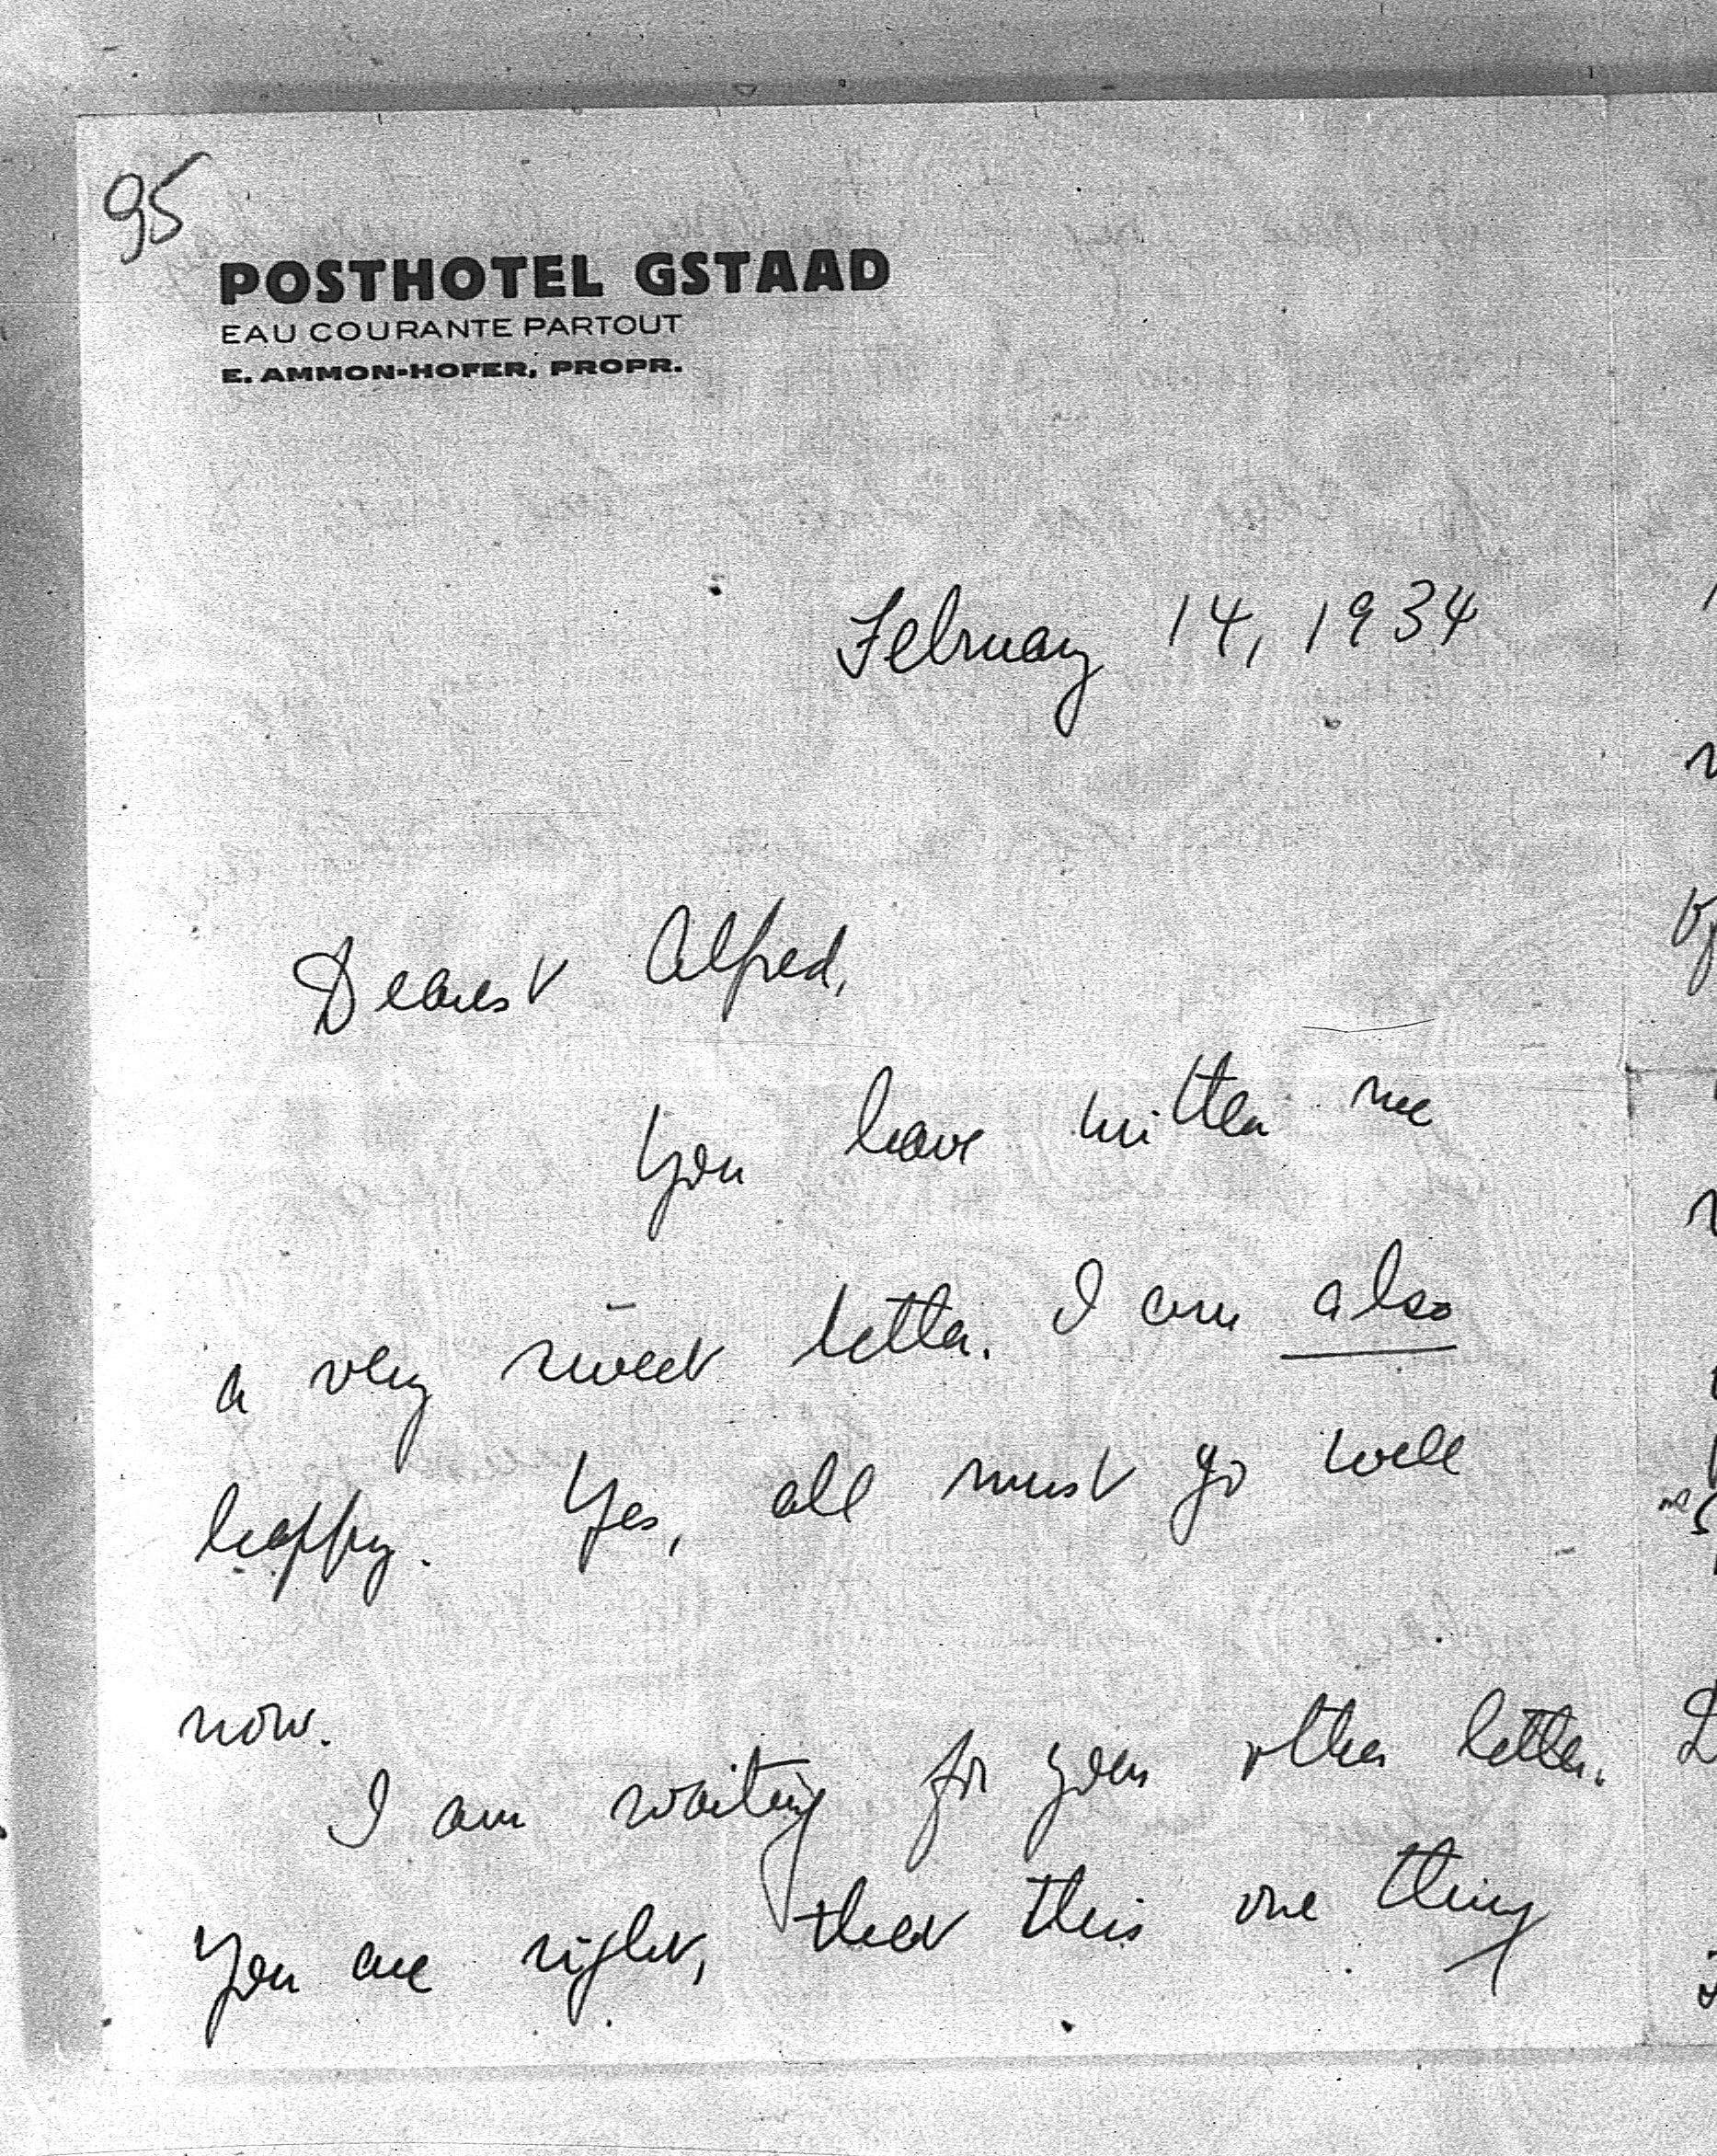 95
POSTHOTEL GSTAAD
EAU COURANTE PARTOUT
E. AMMON-HOFER, PROPR.
February 14, 1934
Dearest Alfred,
You have written me
a very sweet letter. I am also
happy. Yes, all must go well
now.
I am waiting for your other letter.
You are right, that this one thing